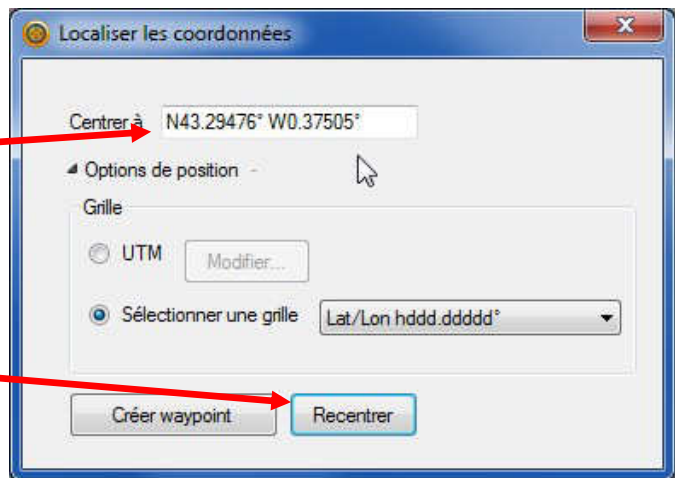 Localiser les coordonnées
Centrer à N43.29476° W0.37505°
Options de position -
Grille
UTM Modifier...
Sélectionner une grille Lat/Lon hddd.ddddd°
Créer waypoint Recentrer